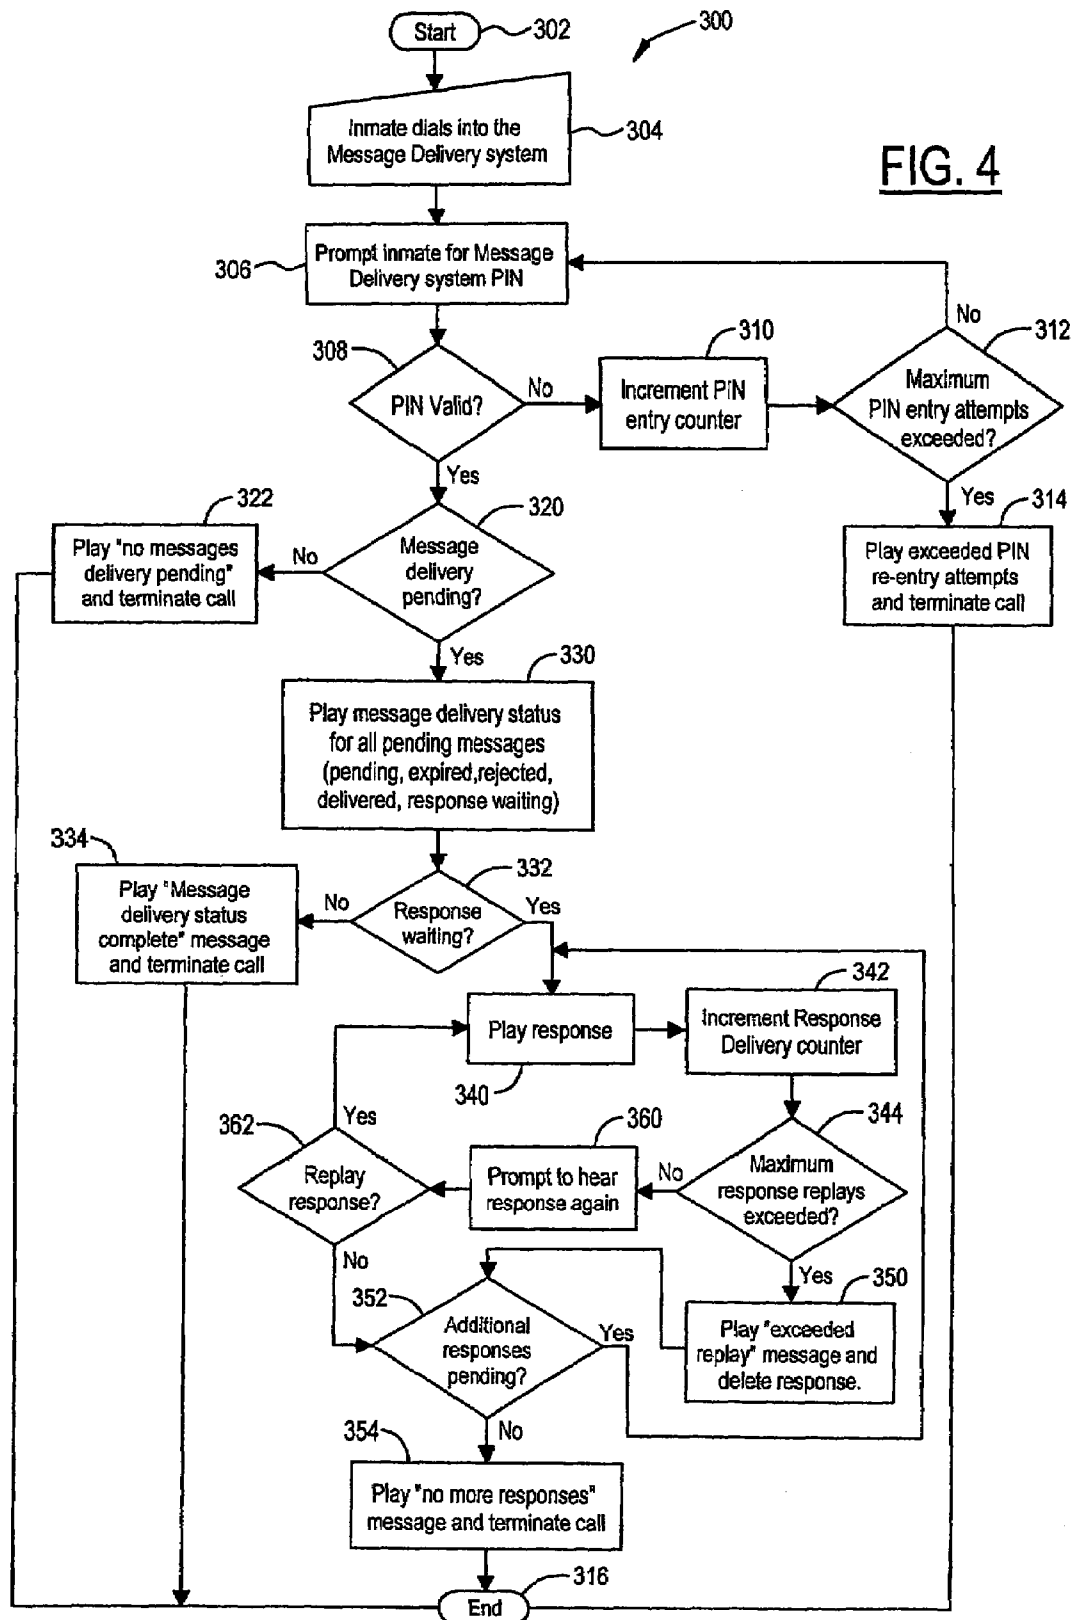 Start
302
300
Inmate dials into the
Message Delivery system
304
FIG. 4
Prompt inmate for Message
Delivery system PIN
306
No
308
PIN Valid?
No
310
Increment PIN
entry counter
312
Maximum
PIN entry attempts
exceeded?
Yes
Yes
322
Play "no messages
delivery pending"
and terminate call
No
320
Message
delivery
pending?
314
Play exceeded PIN
re-entry attempts
and terminate call
Yes
330
Play message delivery status
for all pending messages
(pending, expired,rejected,
delivered, response waiting)
334
Play "Message
delivery status
complete" message
and terminate call
No
332
Response
waiting?
Yes
342
Play response
340
Increment Response
Delivery counter
Yes
362
Replay
response?
360
Prompt to hear
response again
No
344
Maximum
response replays
exceeded?
No
Yes
352
Additional
responses
pending?
Yes
350
Play "exceeded
replay" message and
delete response.
No
354
Play "no more responses"
message and terminate call
316
End